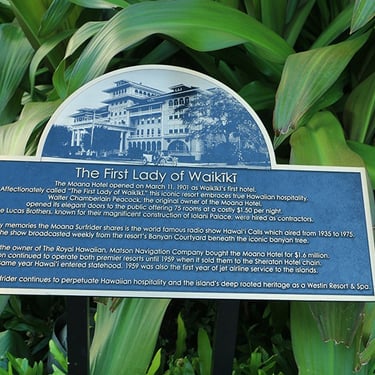 The First Lady of Waikīkī
The Moana Hotel opened on March 11, 1901 as Waikīkī's first hotel.
Affectionately called "The First Lady of Waikīkī," this iconic resort embraces true Hawaiian hospitality.
Walter Chamberlain Peacock, the original owner of the Moana Hotel,
opened its elegant doors to the public offering 75 rooms at a costly $1.50 per night.
Lucas Brothers, known for their magnificent construction of Iolani Palace, were hired as contractors.
memories the Moana Surfrider shares is the world famous radio show Hawai'i Calls which aired from 1935 to 1975.
show broadcasted weekly from the resort's Banyan Courtyard beneath the iconic banyan tree.
the owner of The Royal Hawaiian, Matson Navigation Company bought the Moana Hotel for $1.6 million.
continued to operate both premier resorts until 1959 when it sold them to the Sheraton Hotel chain.
same year Hawai'i entered statehood. 1959 was also the first year of jet airline service to the islands.
continues to perpetuate Hawaiian hospitality and the island's deep rooted heritage as a Westin Resort & Spa